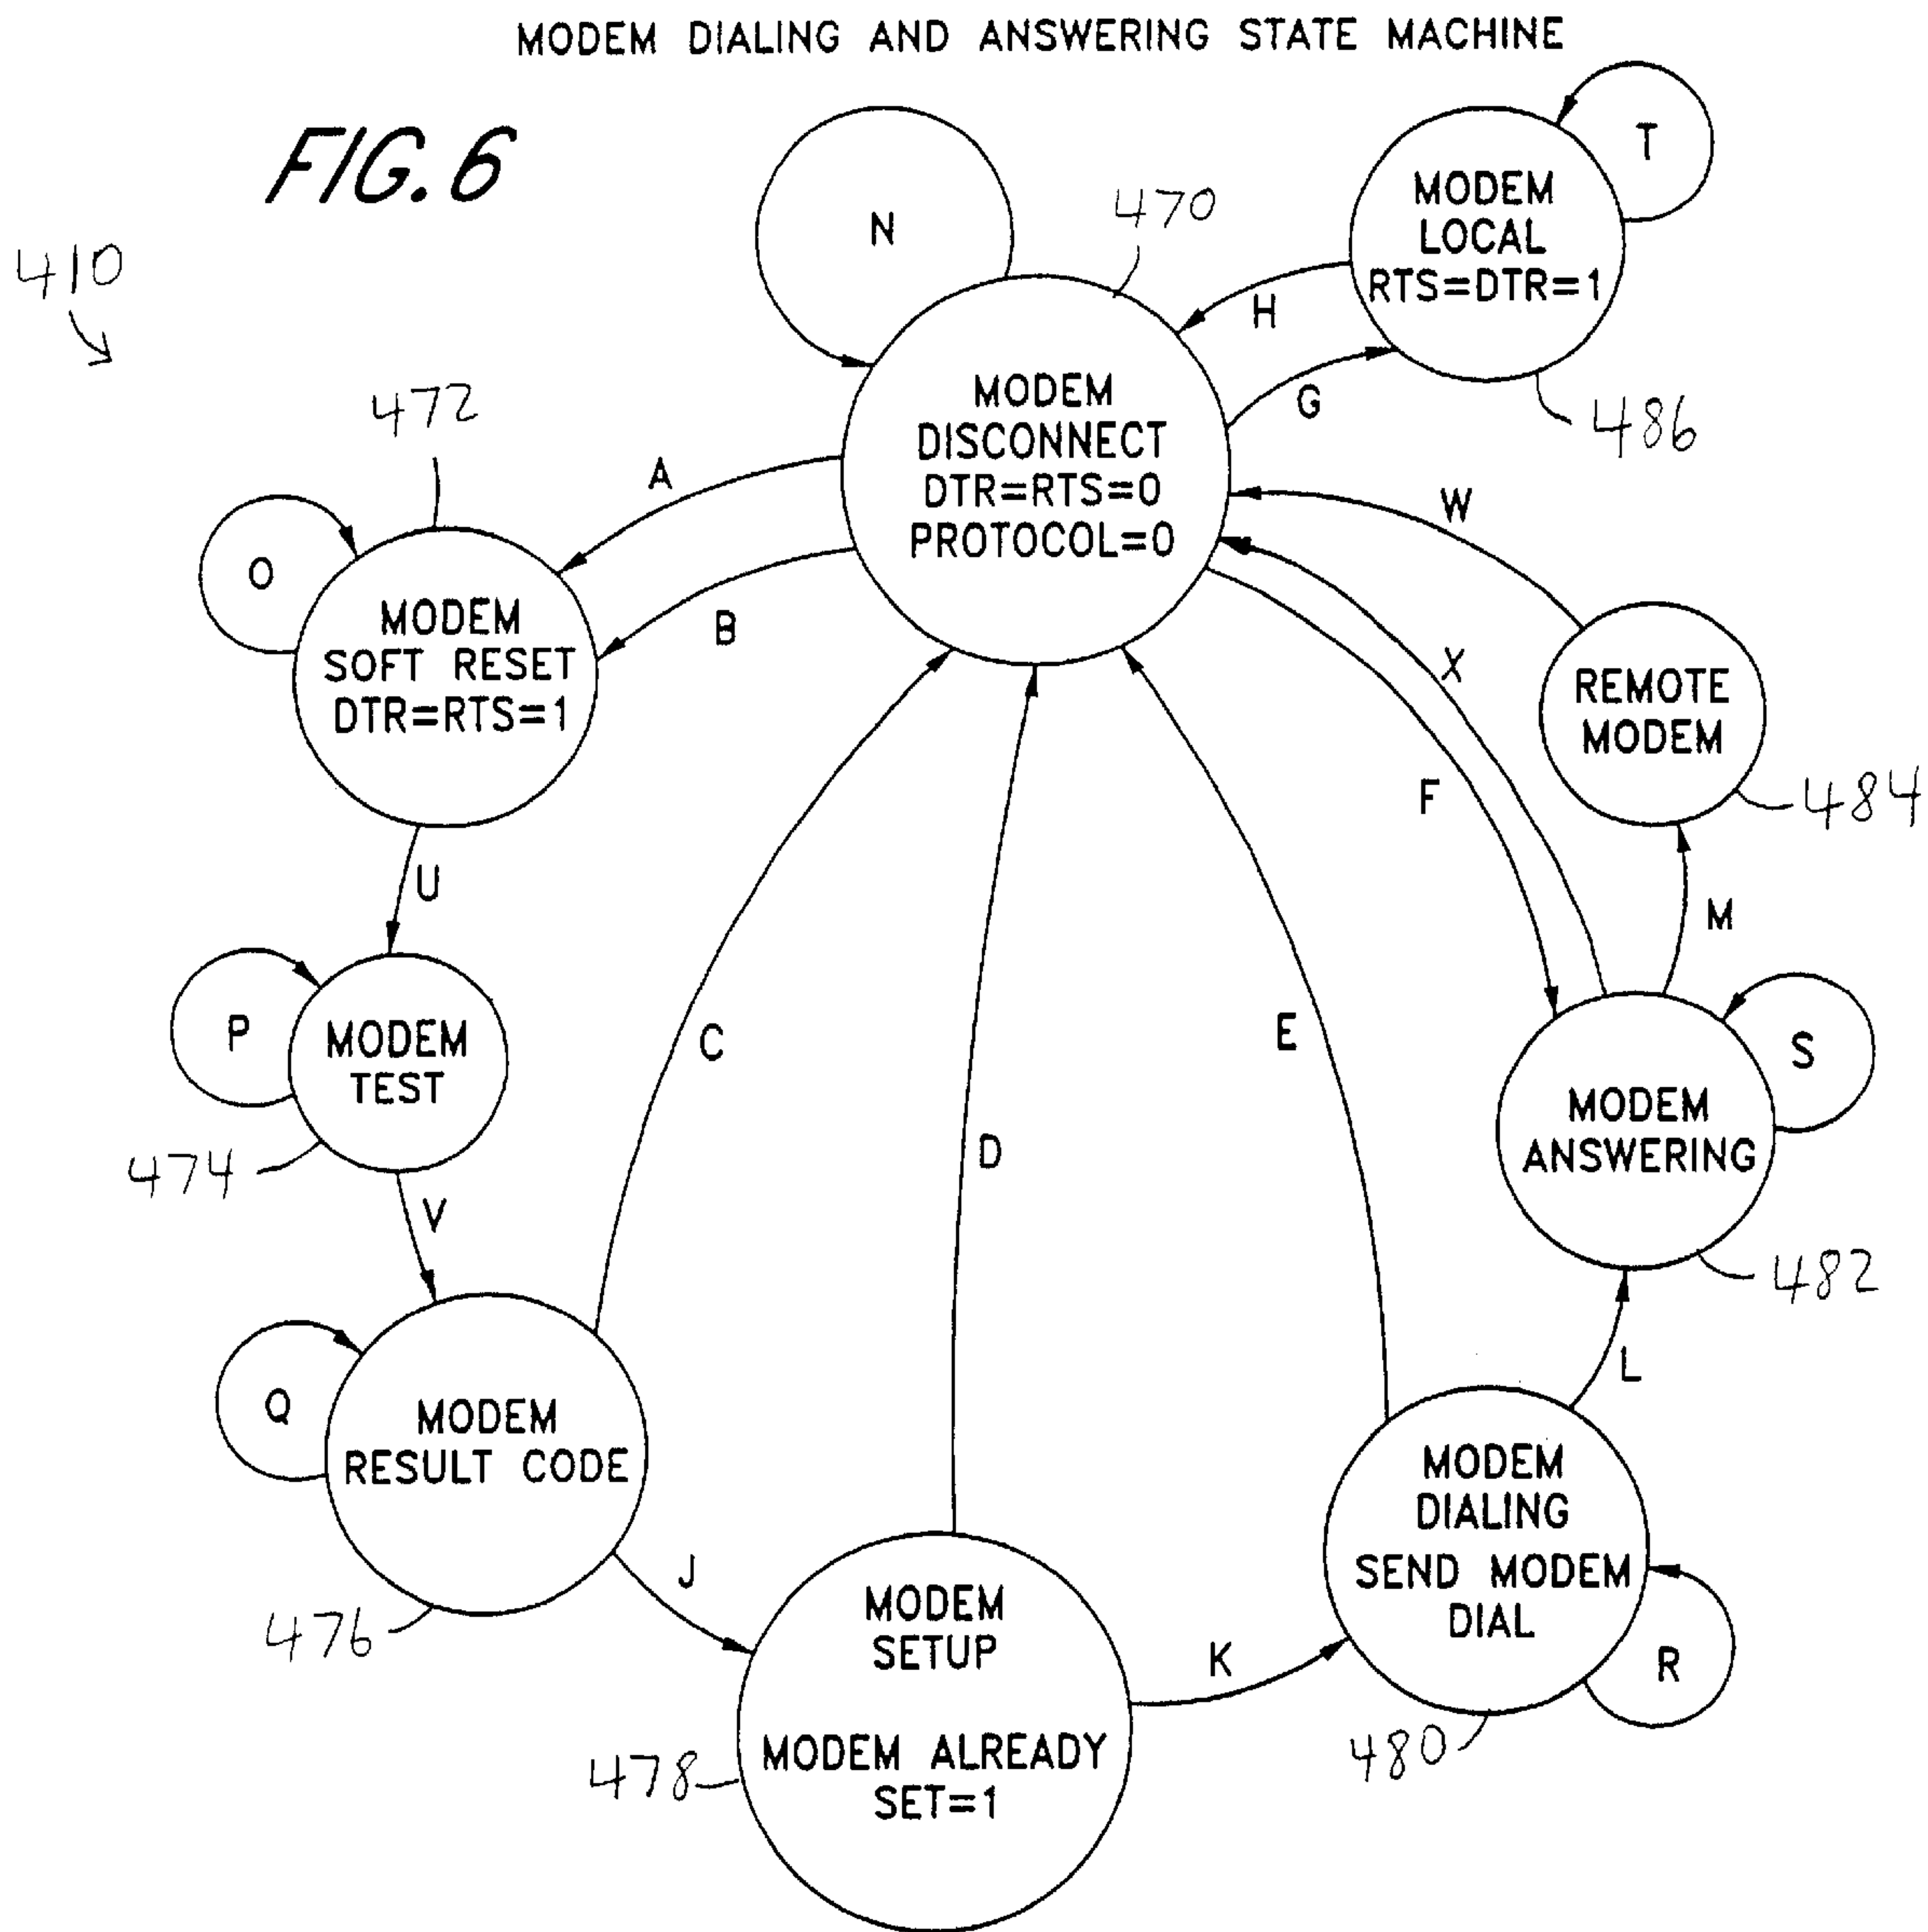 MODEM DIALING AND ANSWERING STATE MACHINE
FIG. 6
410
N
470
MODEM
LOCAL
RTS=DTR=1
T
H
G
486
MODEM
DISCONNECT
DTR=RTS=0
PROTOCOL=0
472
A
B
O
MODEM
SOFT RESET
DTR=RTS=1
W
X
F
REMOTE
MODEM
484
U
M
P
MODEM
TEST
474
C
D
E
S
MODEM
ANSWERING
482
V
L
Q
MODEM
RESULT CODE
476
J
MODEM
SETUP
MODEM ALREADY
SET=1
478
K
MODEM
DIALING
SEND MODEM
DIAL
R
480